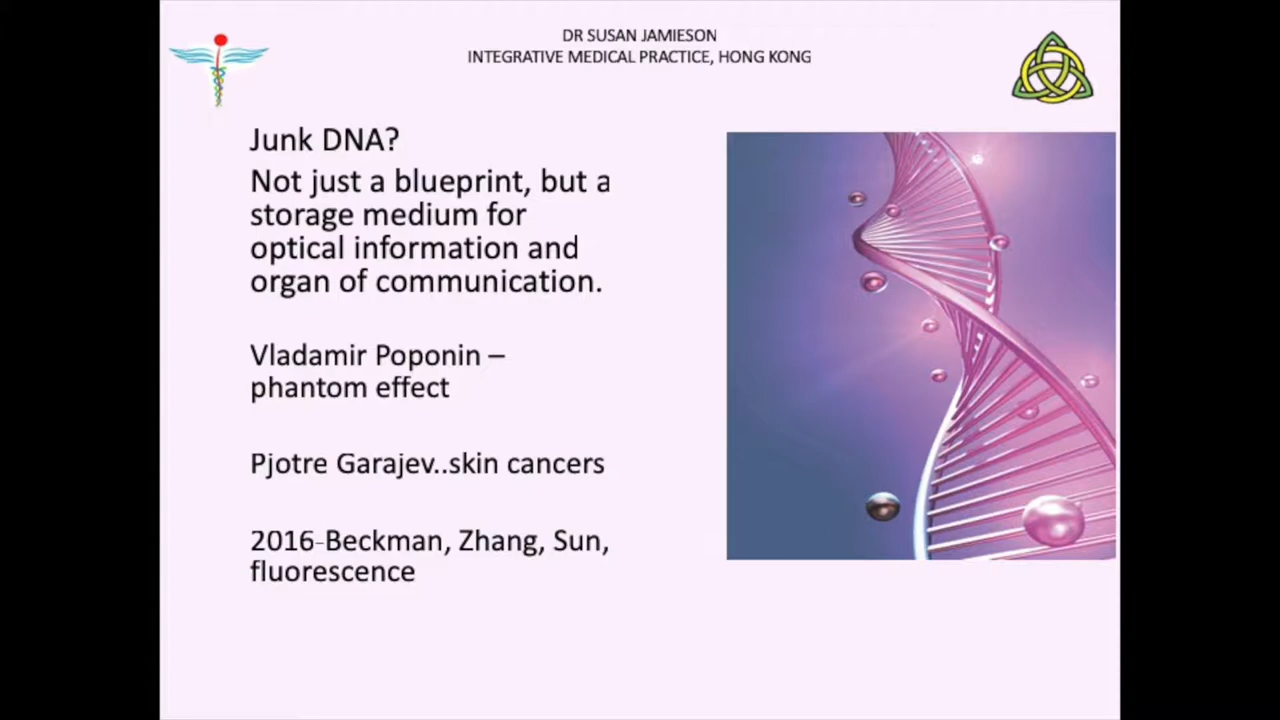 DR SUSAN JAMIESON
INTEGRATIVE MEDICAL PRACTICE, HONG KONG
Junk DNA?
Not just a blueprint, but a
storage medium for
optical information and
organ of communication.
Vladamir Poponin –
phantom effect
Pjotre Garajev..skin cancers
2016-Beckman, Zhang, Sun,
fluorescence